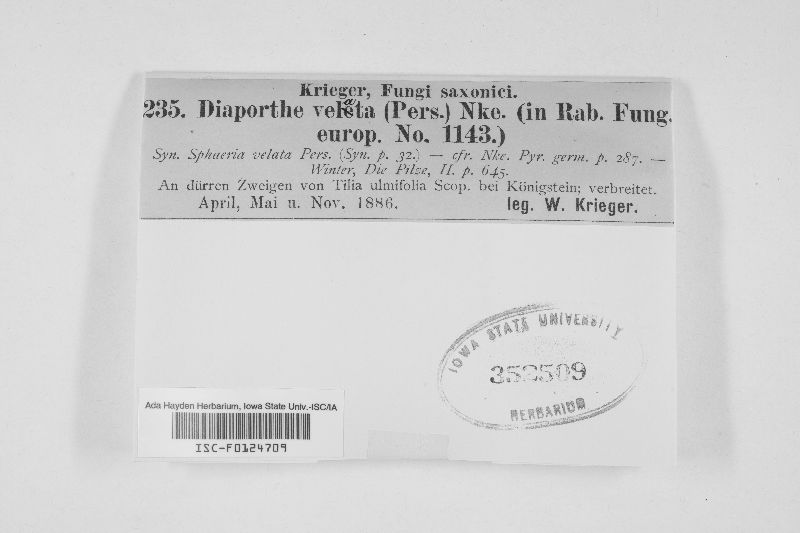 Krieger, Fungi saxonici.
235. Diaporthe velata (Pers.) Nke. (in Rab. Fung.
europ. No. 1143.)
Syn. Sphaeria velata Pers. (Syn. p. 32.) — cfr. Nke. Pyr. germ. p. 287. —
Winter, Die Pilze, II. p. 645.
An dürren Zweigen von Tilia ulmifolia Scop. bei Königstein; verbreitet.
April, Mai u. Nov. 1886. leg. W. Krieger.
IOWA STATE UNIVERSITY
352509
HERBARIUM
Ada Hayden Herbarium, Iowa State Univ.-ISC/IA
ISC-F0124709